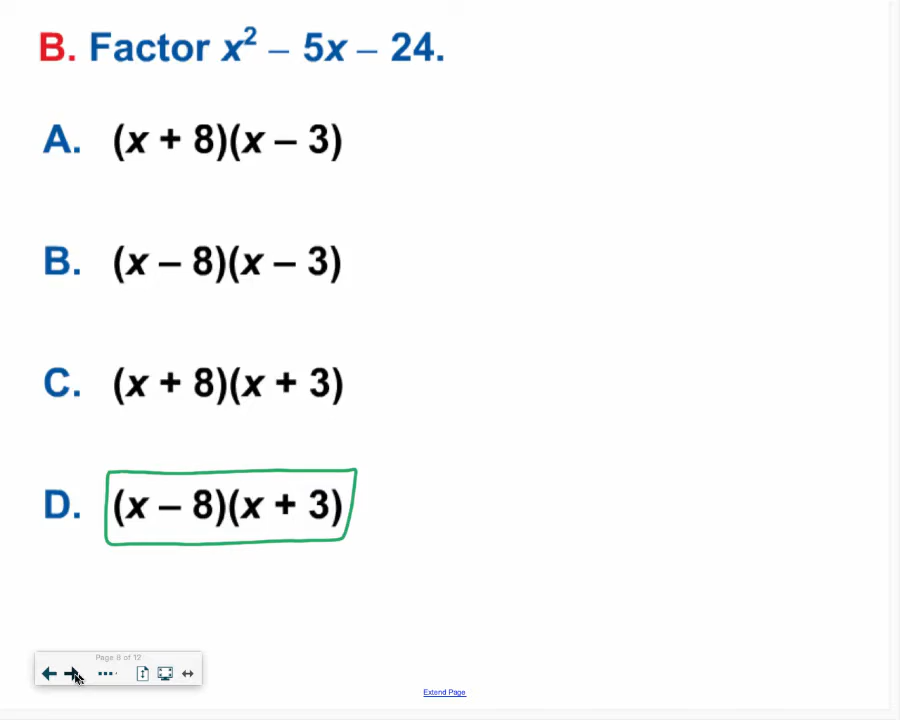 B. Factor x² – 5x – 24.
A. (x + 8)(x – 3)
B. (x – 8)(x – 3)
C. (x + 8)(x + 3)
D. (x – 8)(x + 3)
Page 8 of 12
Extend Page